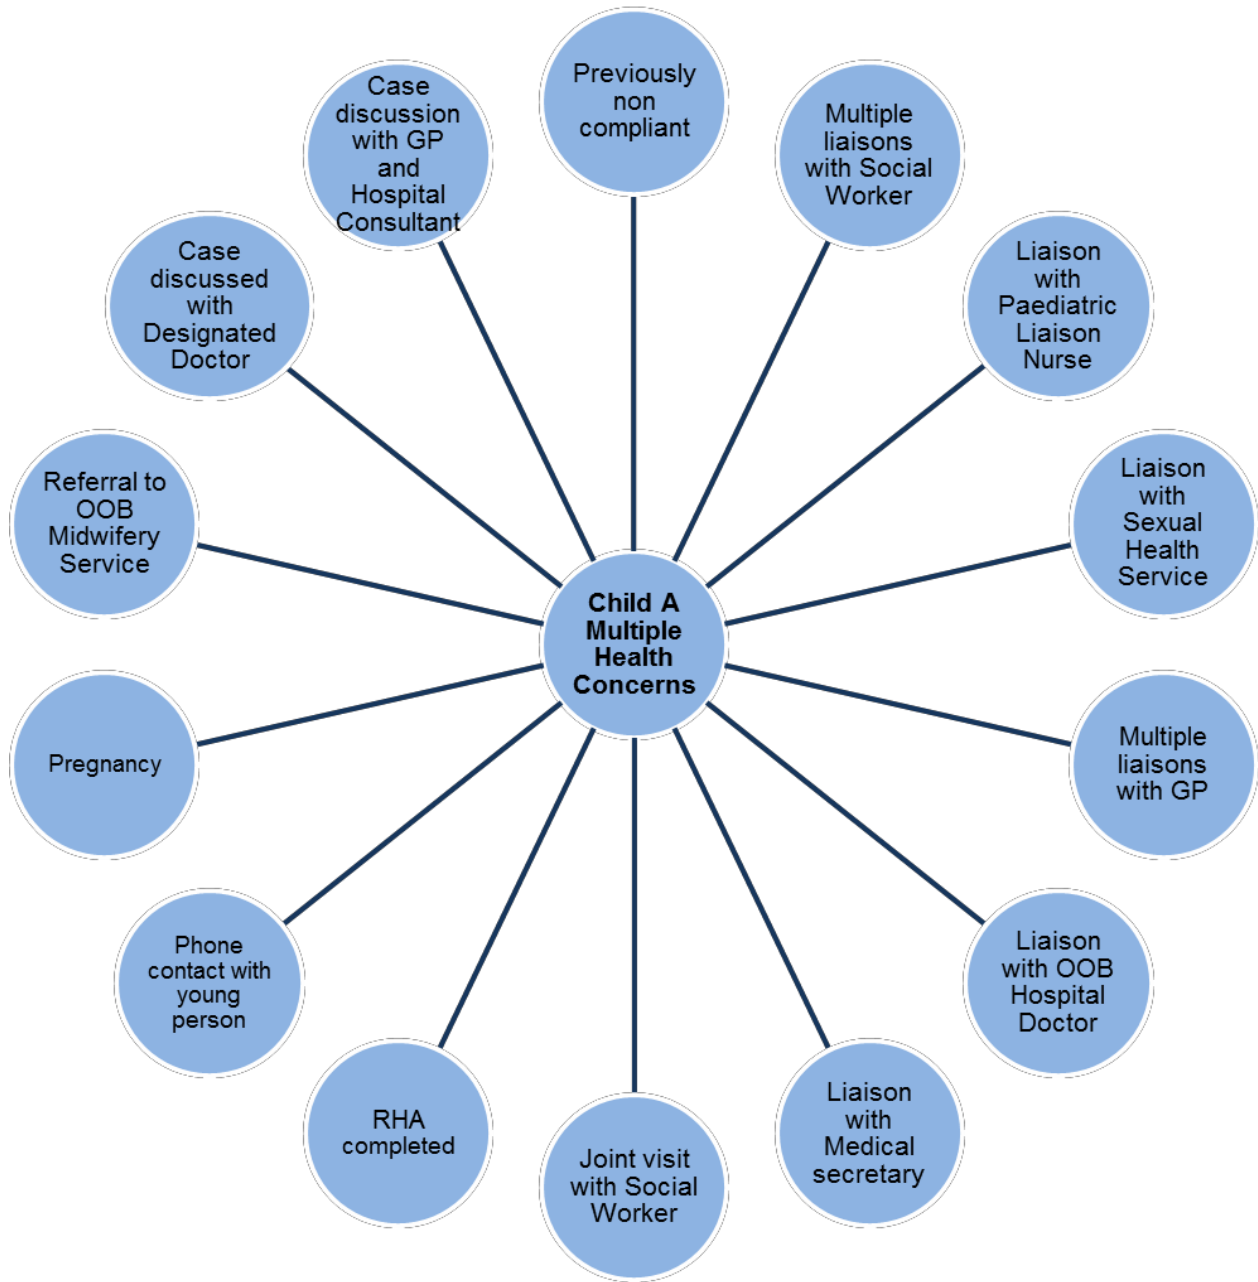 Previously
non
compliant
Multiple
liaisons
with Social
Worker
Liaison
with
Paediatric
Liaison
Nurse
Liaison
with
Sexual
Health
Service
Multiple
liaisons
with GP
Liaison
with OOB
Hospital
Doctor
Liaison
with
Medical
secretary
Joint visit
with Social
Worker
RHA
completed
Phone
contact with
young
person
Pregnancy
Referral to
OOB
Midwifery
Service
Case
discussed
with
Designated
Doctor
Case
discussion
with GP
and
Hospital
Consultant
Child A
Multiple
Health
Concerns